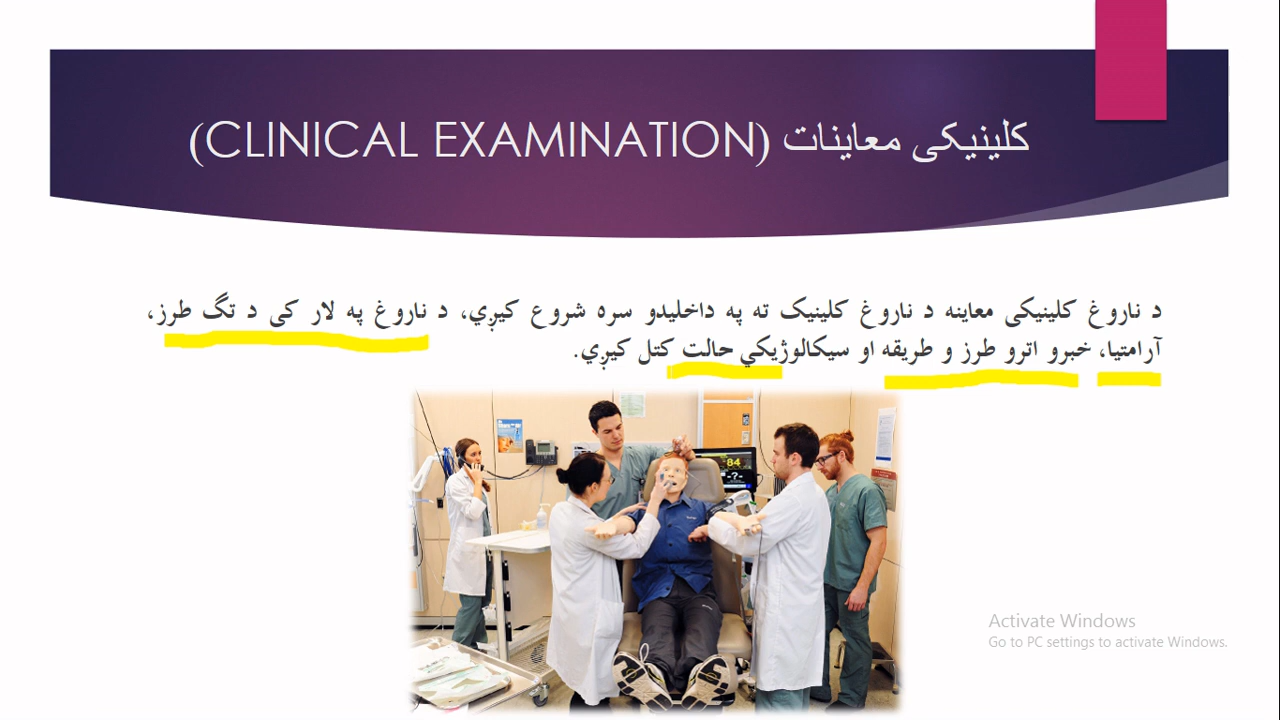 کلینیکی معاینات (CLINICAL EXAMINATION)
د ناروغ کلینیکی معاینه د ناروغ کلینیک ته په داخلیدو سره شروع کیږي، د ناروغ په لار کی د تگ طرز،
آرامتیا، خبرو اترو طرز و طریقه او سیکالوژیکي حالت کتل کیږي.
84
-?-
Activate Windows
Go to PC settings to activate Windows.